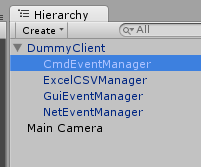 Hierarchy
Create All
DummyClient
CmdEventManager
ExcelCSVManager
GuiEventManager
NetEventManager
Main Camera